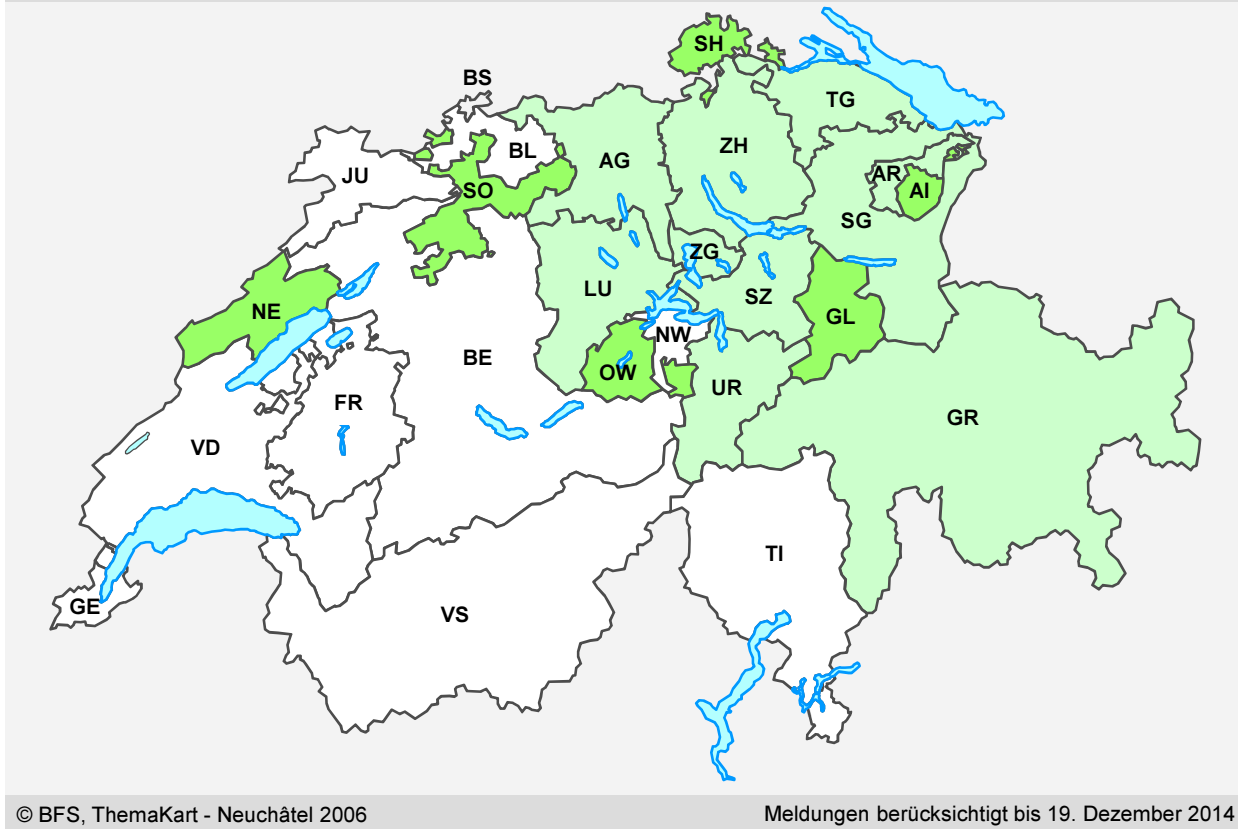 SH
BS
TG
BL
ZH
AG
JU
AR
AI
SO
SG
ZG
LU
SZ
NE
GL
NW
BE
OW
UR
FR
GR
VD
TI
GE
VS
© BFS, ThemaKart - Neuchâtel 2006
Meldungen berücksichtigt bis 19. Dezember 2014